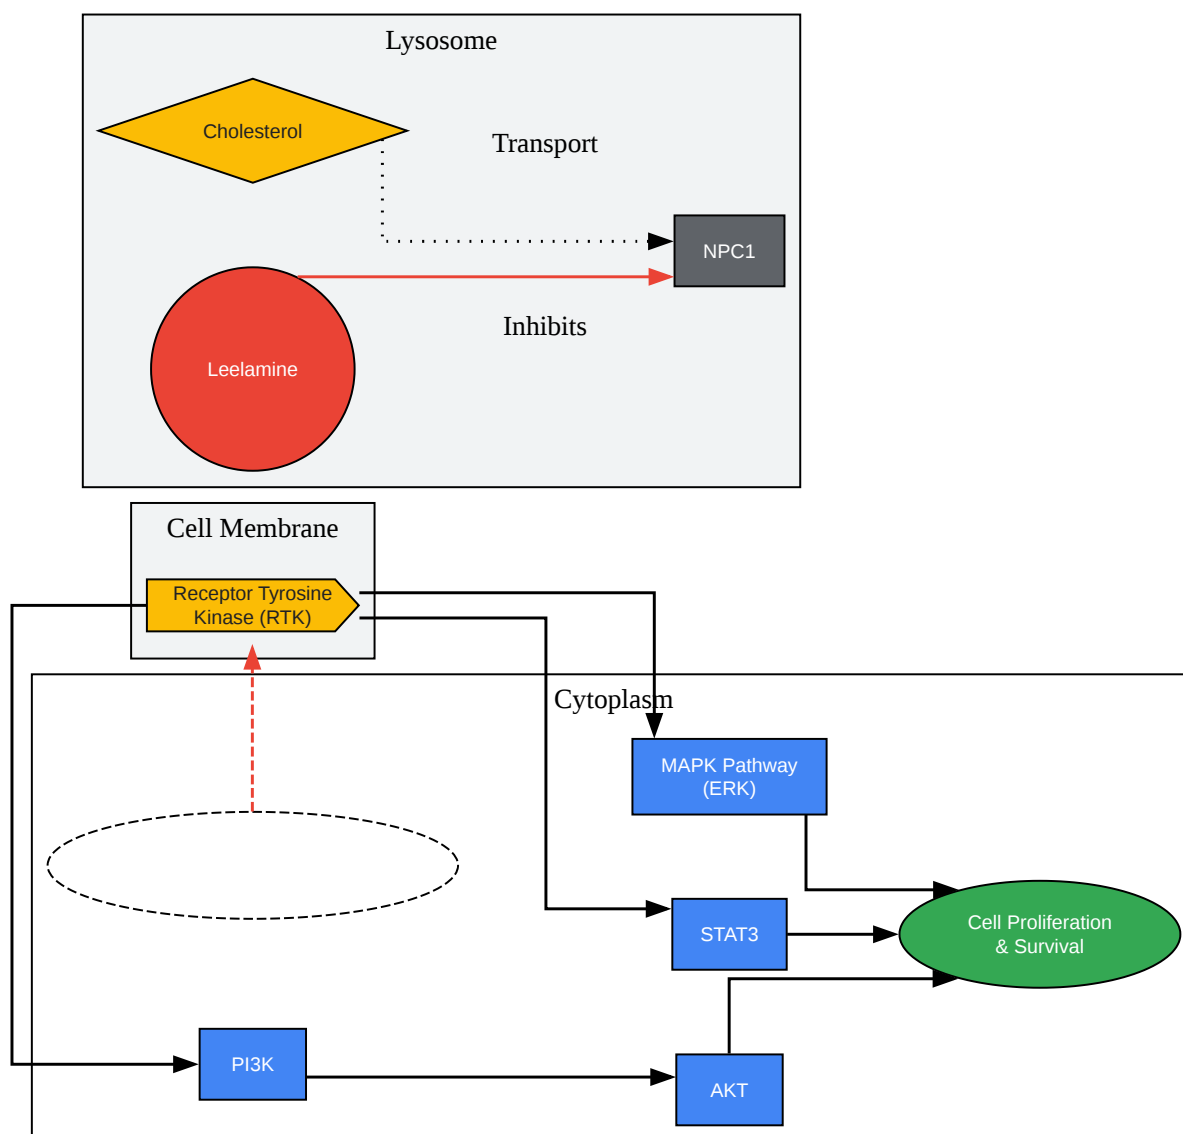 Lysosome
Cholesterol
Transport
NPC1
Inhibits
Leelamine
Cell Membrane
Receptor Tyrosine
Kinase (RTK)
Cytoplasm
MAPK Pathway
(ERK)
STAT3
Cell Proliferation
& Survival
PI3K
AKT